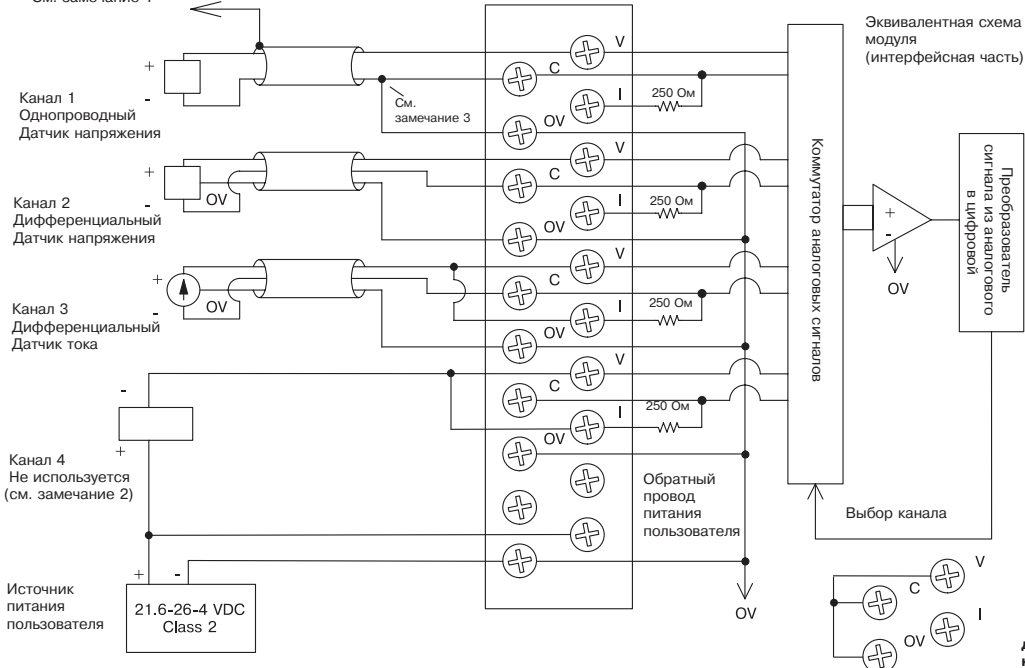 Эквивалентная схема
модуля
(интерфейсная часть)
Канал 1
Однопроводный
Датчик напряжения
+
-
См.
замечание 3
V
C
I
OV
250 Ом
Канал 2
Дифференциальный
Датчик напряжения
+
-
OV
V
C
I
OV
250 Ом
Канал 3
Дифференциальный
Датчик тока
+
-
OV
V
C
I
OV
250 Ом
Канал 4
Не используется
(см. замечание 2)
-
+
V
C
I
OV
250 Ом
Коммутатор аналоговых сигналов
+
-
OV
Преобразователь
сигнала из аналогового
в цифровой
Обратный
провод
питания
пользователя
Выбор канала
Источник
питания
пользователя
+
-
21.6-26-4 VDC
Class 2
OV
V
C
I
OV